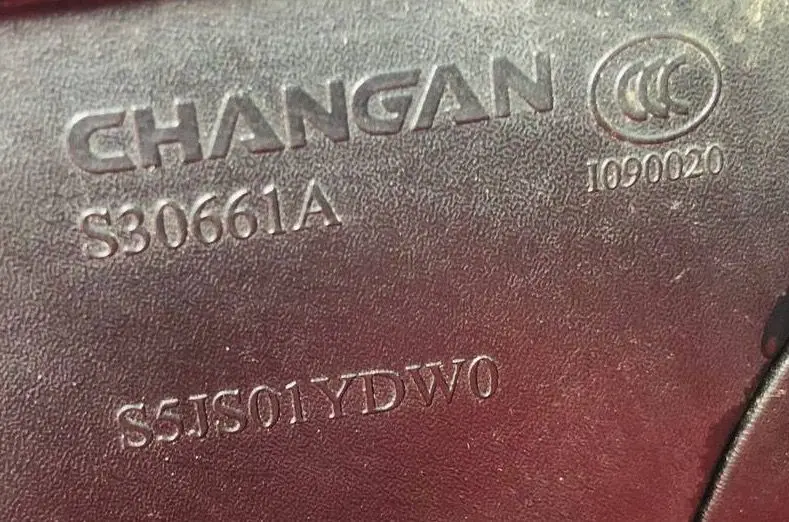 CHANGAN
CCC
I090020
S30661A
S5JS01YDW0